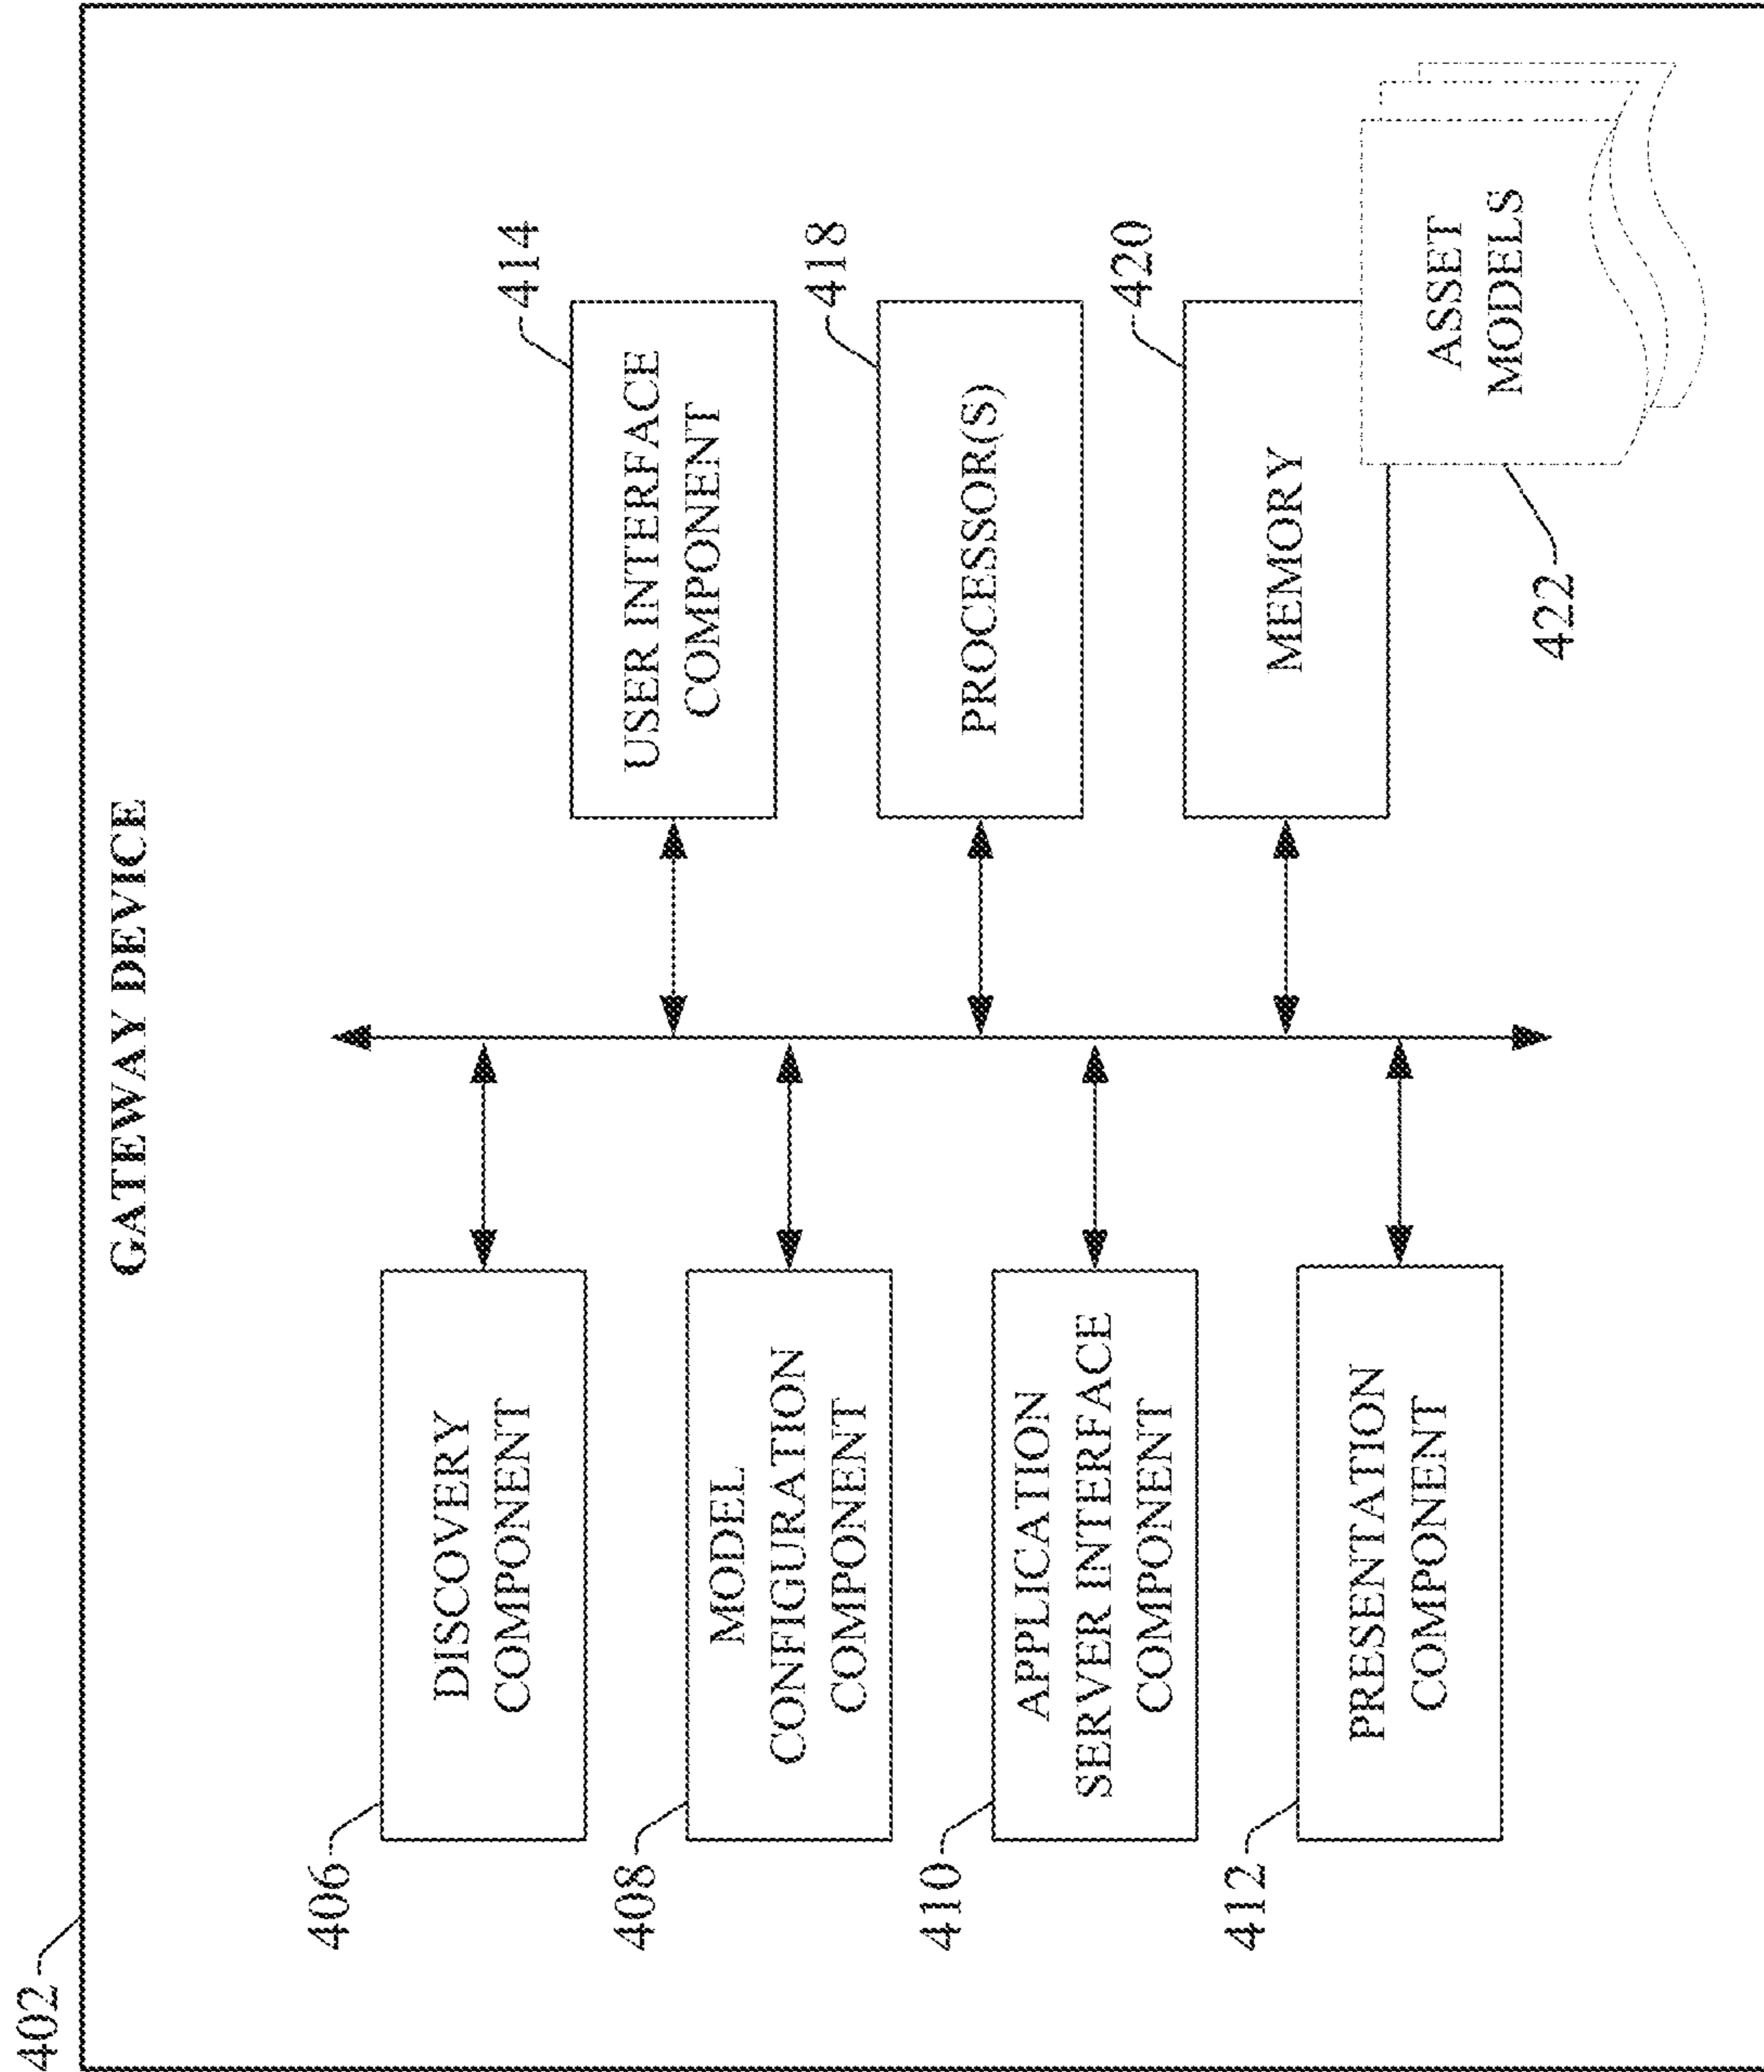 402
GATEWAY DEVICE
406
DISCOVERY
COMPONENT
408
MODEL
CONFIGURATION
COMPONENT
410
APPLICATION
SERVER INTERFACE
COMPONENT
412
PRESENTATION
COMPONENT
414
USER INTERFACE
COMPONENT
418
PROCESSOR(S)
420
MEMORY
422
ASSET
MODELS